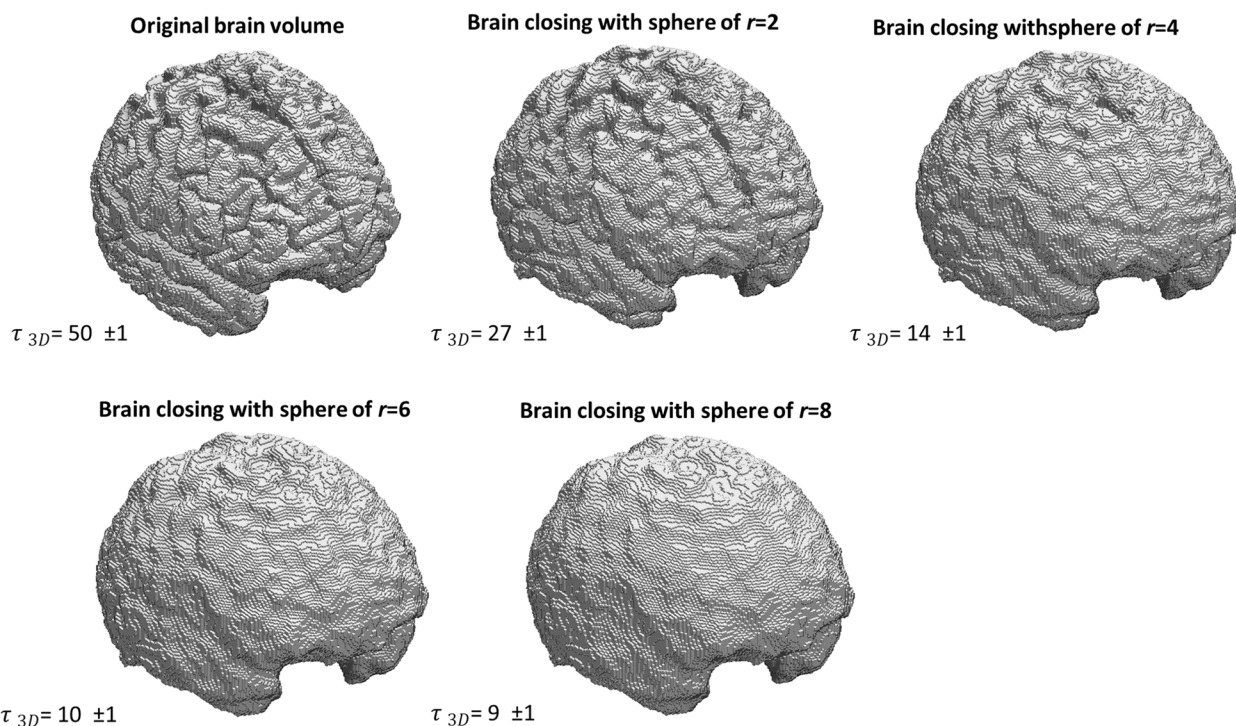 Original brain volume
Brain closing with sphere of r=2
Brain closing withsphere of r=4
τ 3D= 50 ±1
τ 3D= 27 ±1
τ 3D= 14 ±1
Brain closing with sphere of r=6
Brain closing with sphere of r=8
τ 3D= 10 ±1
τ 3D= 9 ±1